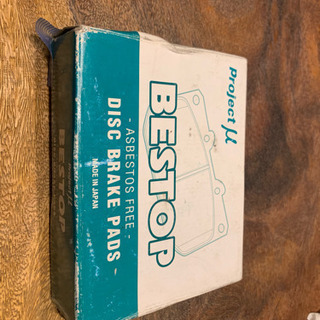 Project μ
BESTOP
- ASBESTOS FREE -
DISC BRAKE PADS -
MADE IN JAPAN
BESTOP